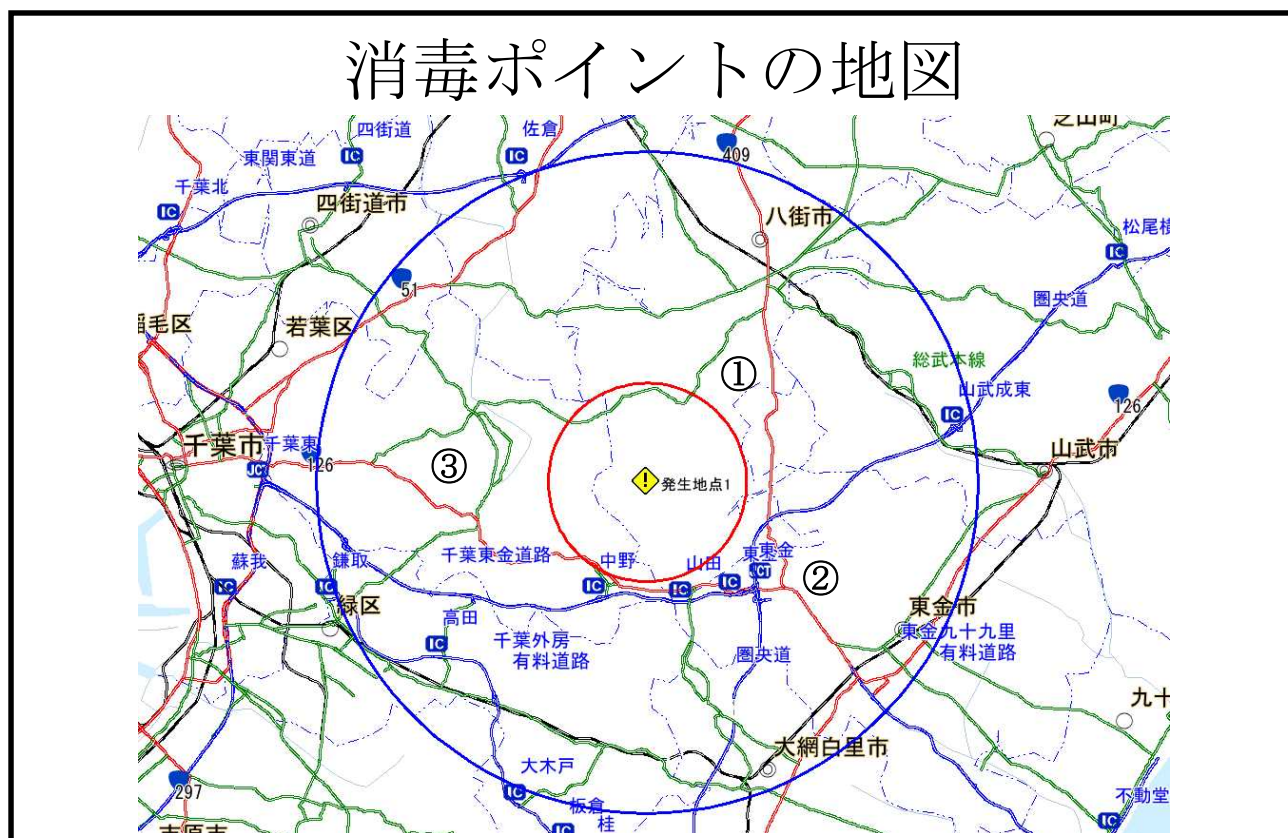 消毒ポイントの地図
四街道
佐倉
409
東関東道
千葉北
IC
IC
IC
四街道市
八街市
松尾横
IC
51
圏央道
稲毛区
若葉区
総武本線
山武成東
IC
126
①
千葉市
千葉東
JCT
126
③
発生地点1
山武市
蘇我
IC
鎌取
IC
千葉東金道路
中野
IC
山田
IC
IC
東東金
JCT
②
緑区
高田
IC
千葉外房
有料道路
圏央道
東金市
東金九十九里
有料道路
九十
大網白里市
大木戸
IC
板倉
桂
IC
297
不動堂
IC